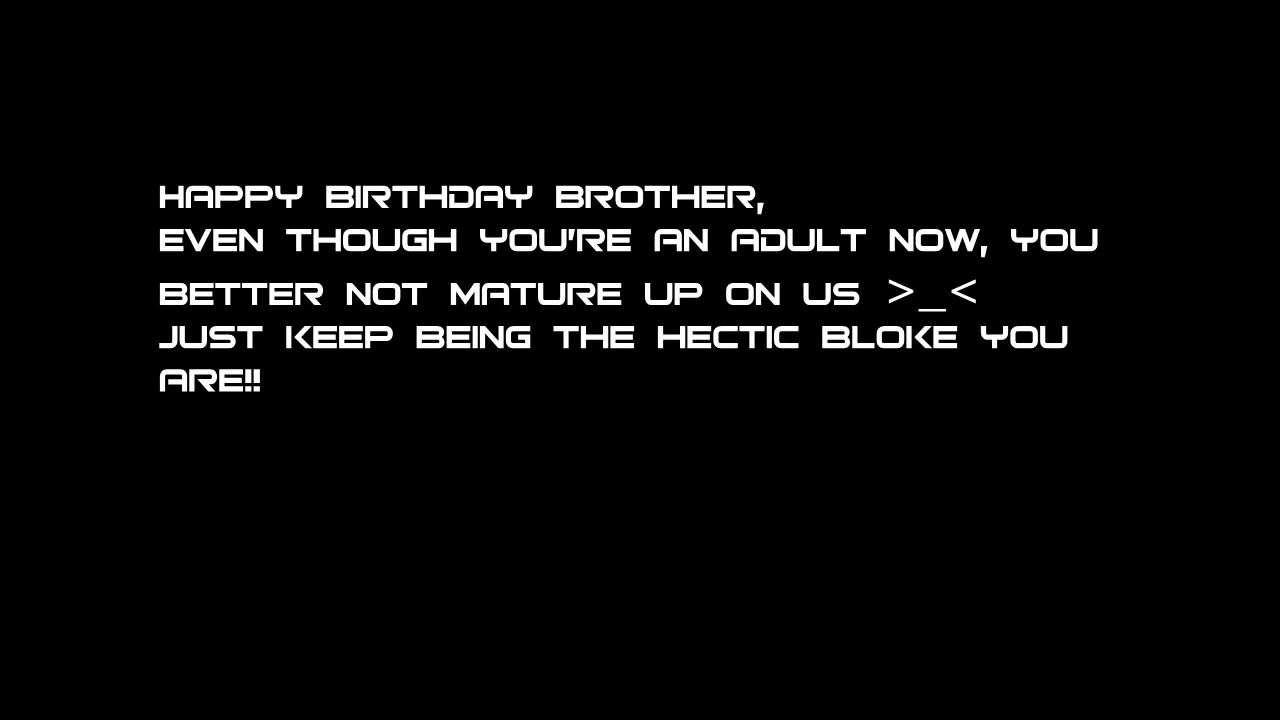 HAPPY BIRTHDAY BROTHER,
EVEN THOUGH YOU'RE AN ADULT NOW, YOU
BETTER NOT MATURE UP ON US >_<
JUST KEEP BEING THE HECTIC BLOKE YOU
ARE!!